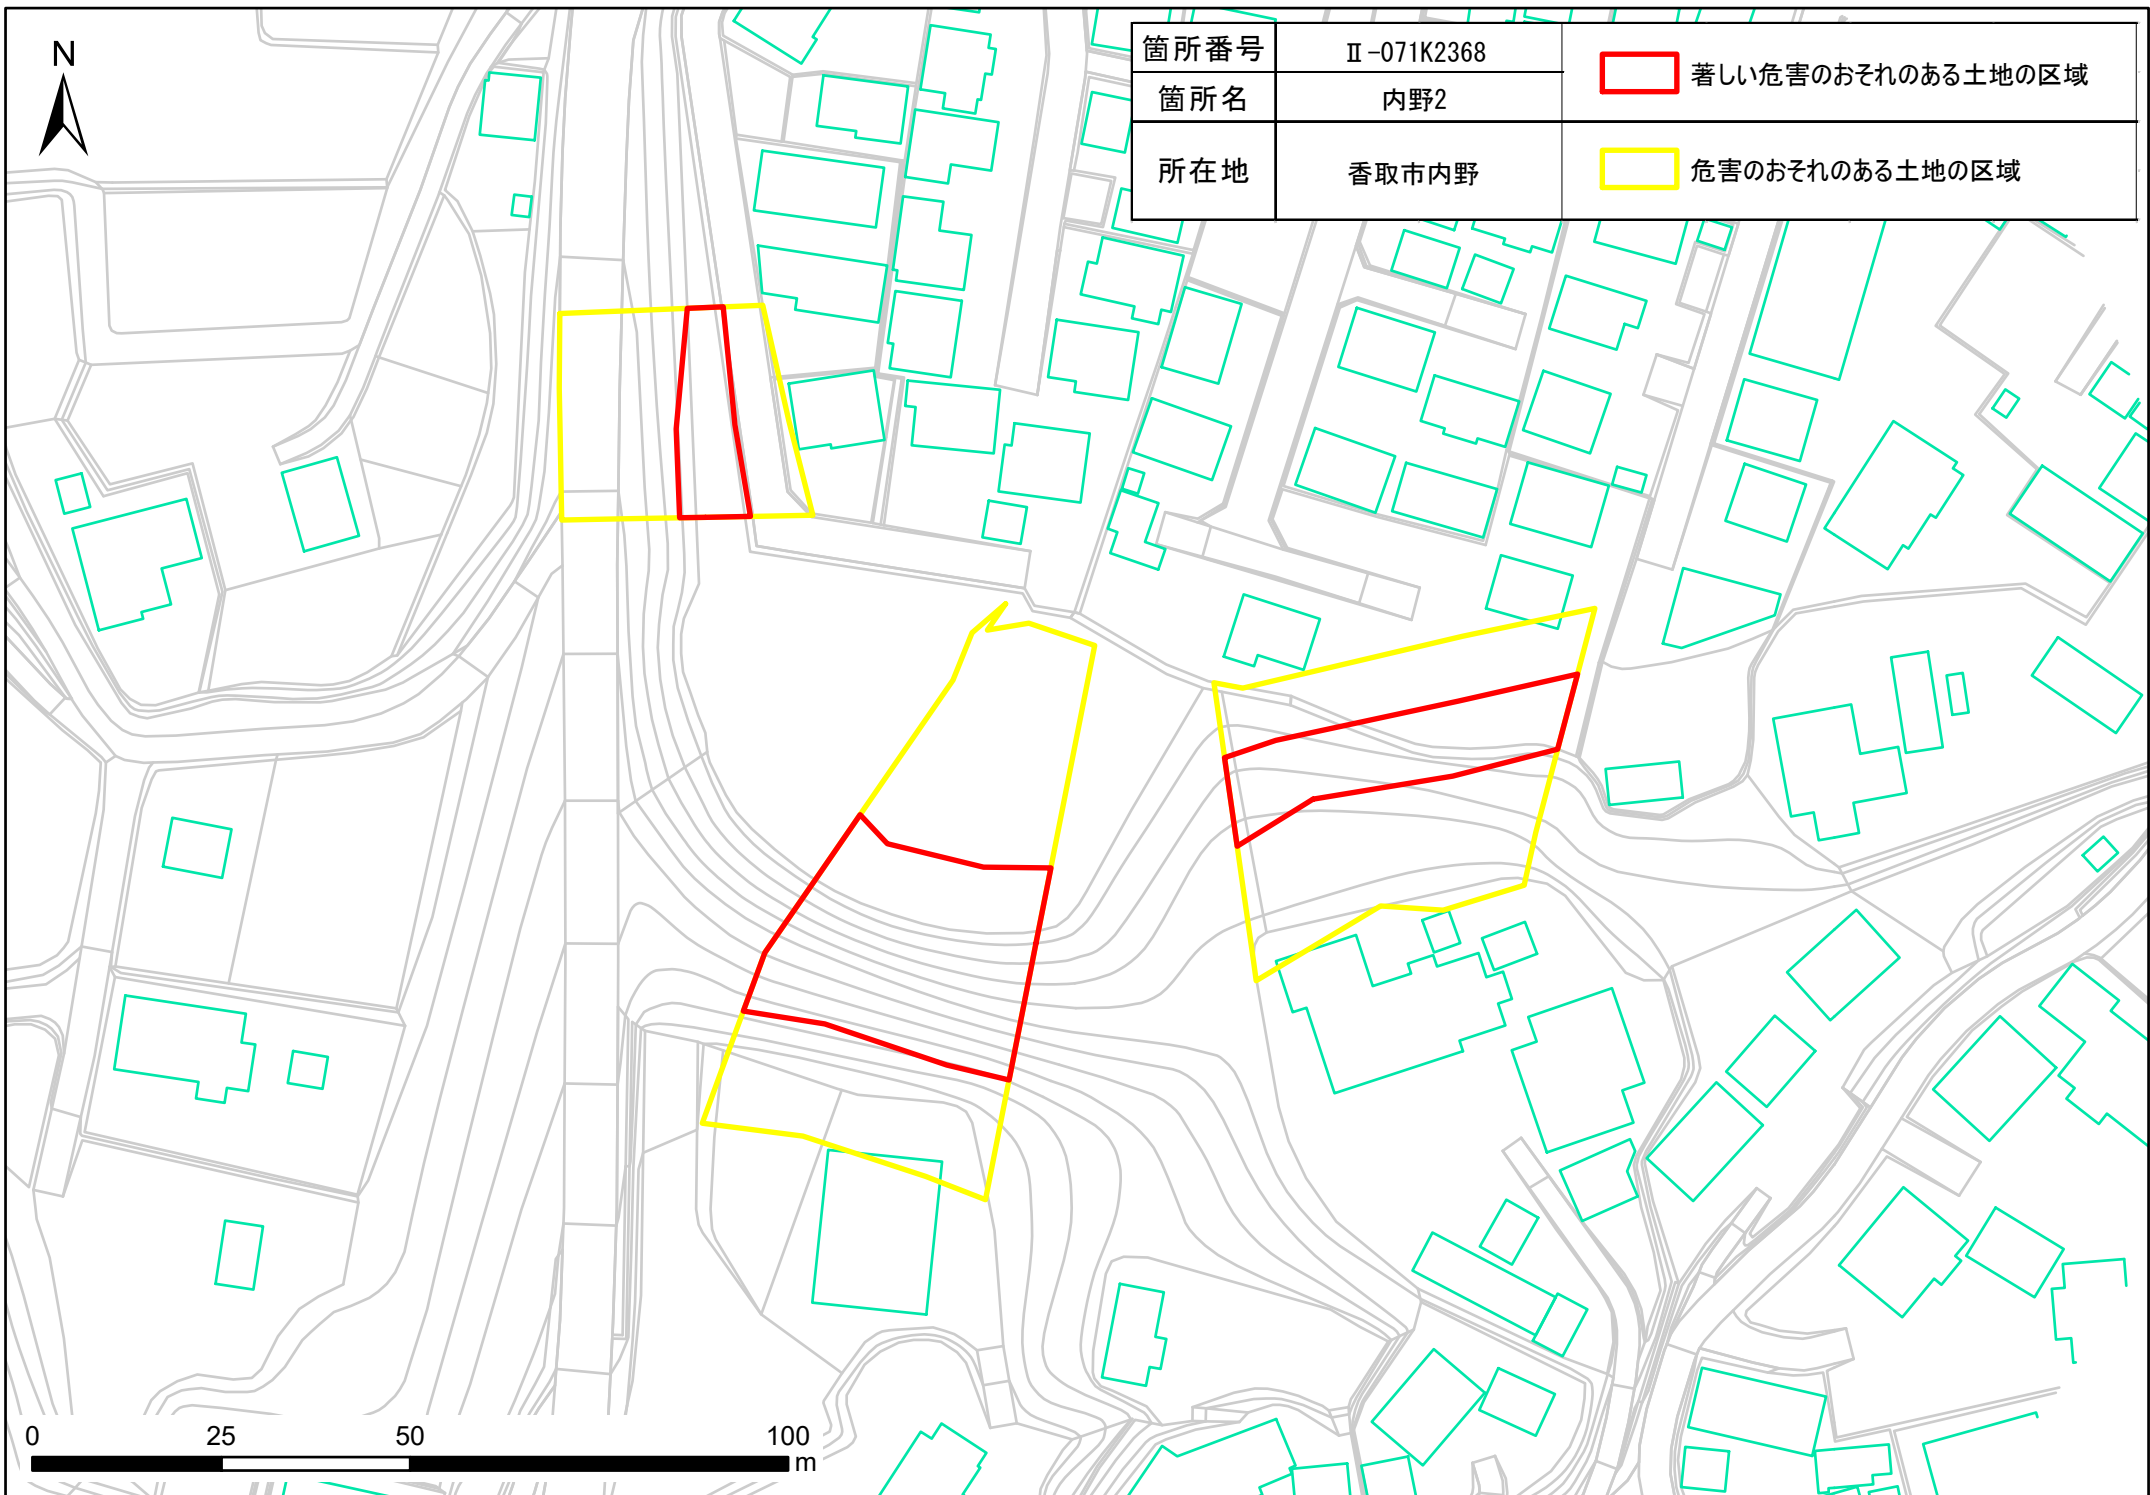 N
箇所番号 Ⅱ-071K2368
箇所名 内野2
所在地 香取市内野
著しい危害のおそれのある土地の区域
危害のおそれのある土地の区域
0 25 50 100
m